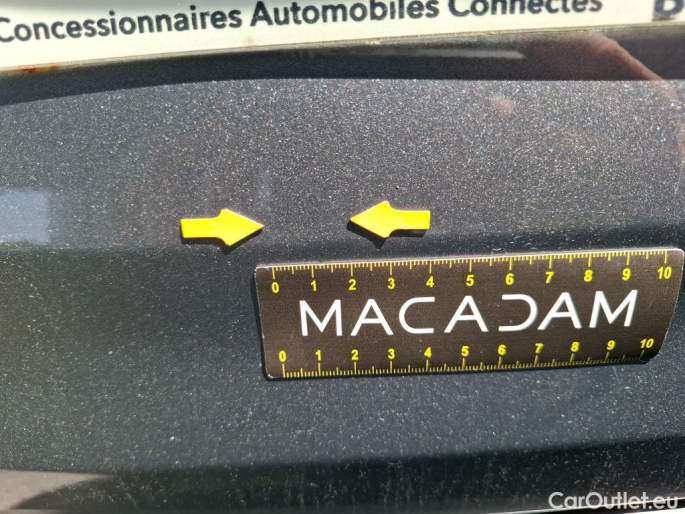 Concessionnaires Automobiles Connectés
0 1 2 3 4 5 6 7 8 9 10
MACADAM
0 1 2 3 4 5 6 7 8 9 10
CarOutlet.eu